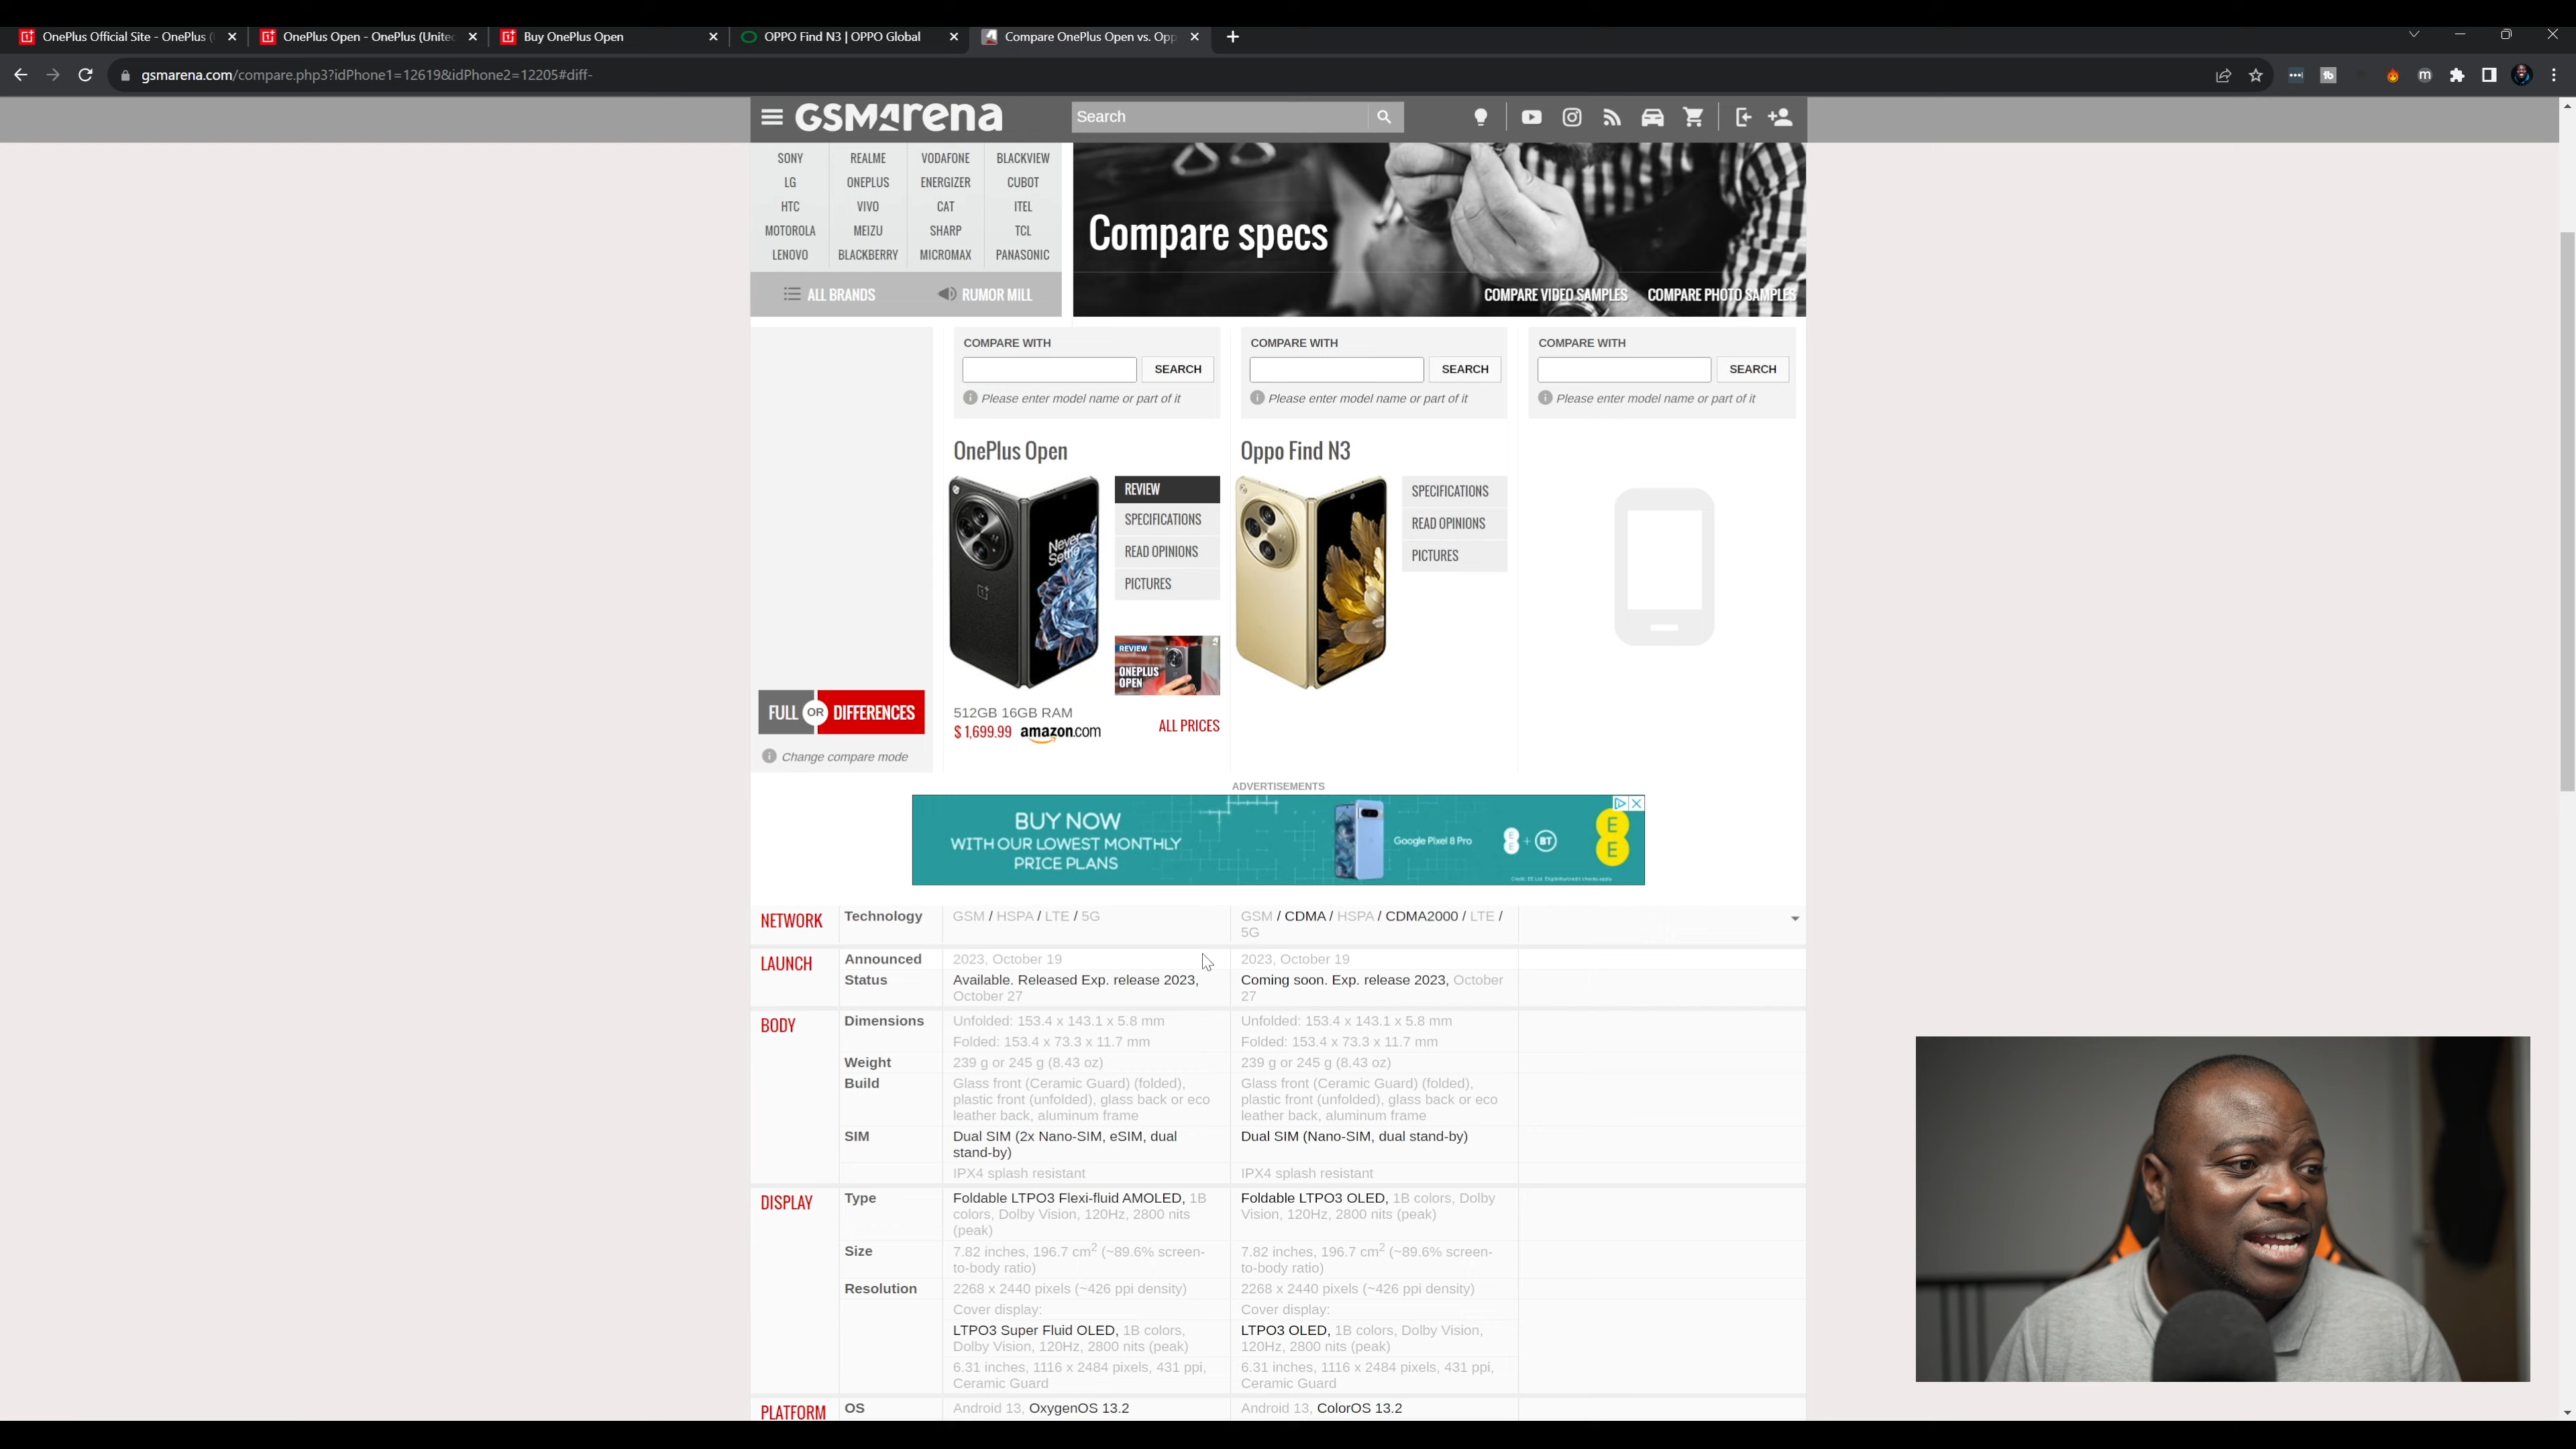 OnePlus Official Site - OnePlus (
OnePlus Open - OnePlus (Unite
Buy OnePlus Open
OPPO Find N3 | OPPO Global
Compare OnePlus Open vs. Opp
gsmarena.com/compare.php3?idPhone1=12619&idPhone2=12205#diff-
GSMArena
Search
SONY REALME VODAFONE BLACKVIEW
LG ONEPLUS ENERGIZER CUBOT
HTC VIVO CAT ITEL
MOTOROLA MEIZU SHARP TCL
LENOVO BLACKBERRY MICROMAX PANASONIC
ALL BRANDS RUMOR MILL
Compare specs
COMPARE VIDEO SAMPLES COMPARE PHOTO SAMPLES
COMPARE WITH COMPARE WITH COMPARE WITH
SEARCH SEARCH SEARCH
Please enter model name or part of it Please enter model name or part of it Please enter model name or part of it
OnePlus Open Oppo Find N3
REVIEW
SPECIFICATIONS
READ OPINIONS
PICTURES
SPECIFICATIONS
READ OPINIONS
PICTURES
Never
Settle
REVIEW
ONEPLUS
OPEN
FULL OR DIFFERENCES
Change compare mode
512GB 16GB RAM
$ 1,699.99 amazon.com
ALL PRICES
ADVERTISEMENTS
BUY NOW
WITH OUR LOWEST MONTHLY
PRICE PLANS
Google Pixel 8 Pro
EE + BT
E
E
NETWORK Technology GSM / HSPA / LTE / 5G GSM / CDMA / HSPA / CDMA2000 / LTE /
5G
LAUNCH Announced 2023, October 19 2023, October 19
Status Available. Released Exp. release 2023, Coming soon. Exp. release 2023, October
October 27 27
BODY Dimensions Unfolded: 153.4 x 143.1 x 5.8 mm Unfolded: 153.4 x 143.1 x 5.8 mm
Folded: 153.4 x 73.3 x 11.7 mm Folded: 153.4 x 73.3 x 11.7 mm
Weight 239 g or 245 g (8.43 oz) 239 g or 245 g (8.43 oz)
Build Glass front (Ceramic Guard) (folded), Glass front (Ceramic Guard) (folded),
plastic front (unfolded), glass back or eco plastic front (unfolded), glass back or eco
leather back, aluminum frame leather back, aluminum frame
SIM Dual SIM (2x Nano-SIM, eSIM, dual Dual SIM (Nano-SIM, dual stand-by)
stand-by)
IPX4 splash resistant IPX4 splash resistant
DISPLAY Type Foldable LTPO3 Flexi-fluid AMOLED, 1B Foldable LTPO3 OLED, 1B colors, Dolby
colors, Dolby Vision, 120Hz, 2800 nits Vision, 120Hz, 2800 nits (peak)
(peak)
Size 7.82 inches, 196.7 cm2 (~89.6% screen- 7.82 inches, 196.7 cm2 (~89.6% screen-
to-body ratio) to-body ratio)
Resolution 2268 x 2440 pixels (~426 ppi density) 2268 x 2440 pixels (~426 ppi density)
Cover display: Cover display:
LTPO3 Super Fluid OLED, 1B colors, LTPO3 OLED, 1B colors, Dolby Vision,
Dolby Vision, 120Hz, 2800 nits (peak) 120Hz, 2800 nits (peak)
6.31 inches, 1116 x 2484 pixels, 431 ppi, 6.31 inches, 1116 x 2484 pixels, 431 ppi,
Ceramic Guard Ceramic Guard
PLATFORM OS Android 13, OxygenOS 13.2 Android 13, ColorOS 13.2